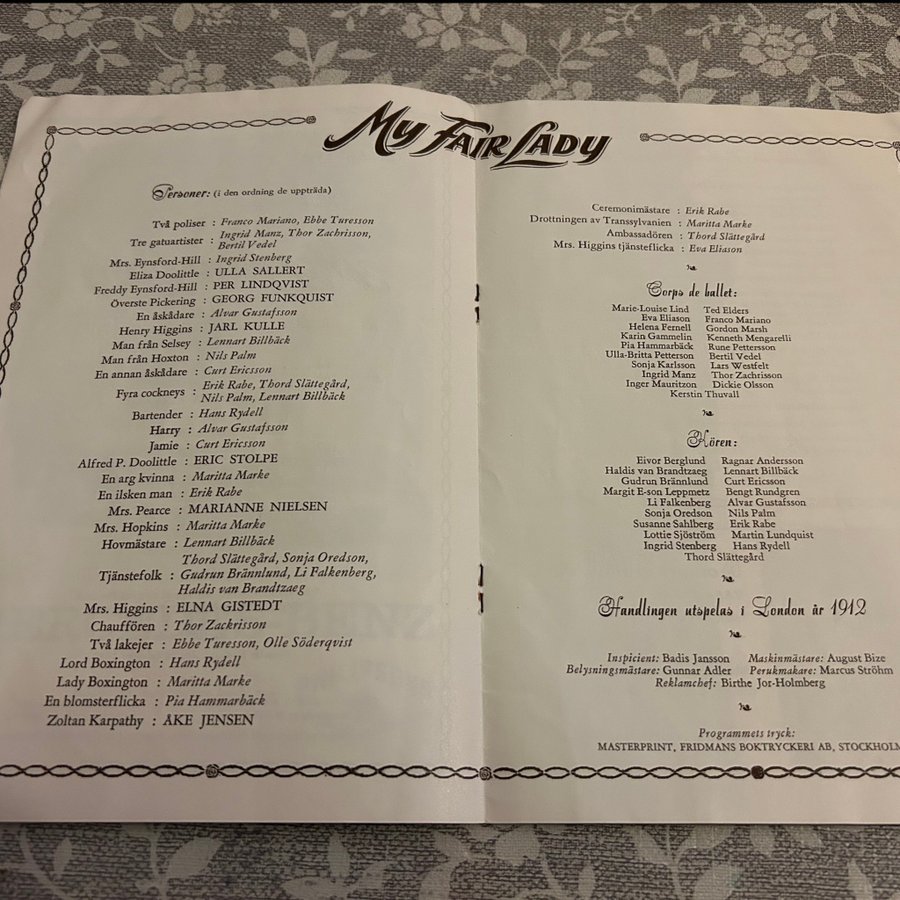 My Fair Lady
Personer: (i den ordning de uppträda)
Två poliser : Franco Mariano, Ebbe Turesson
Tre gatuartister : Ingrid Manz, Thor Zachrisson,
Bertil Vedel
Mrs. Eynsford-Hill : Ingrid Stenberg
Eliza Doolittle : ULLA SALLERT
Freddy Eynsford-Hill : PER LINDQVIST
Överste Pickering : GEORG FUNKQUIST
En åskådare : Alvar Gustafsson
Henry Higgins : JARL KULLE
Man från Selsey : Lennart Billbäck
Man från Hoxton : Nils Palm
En annan åskådare : Curt Ericsson
Fyra cockneys : Erik Rabe, Thord Slättegård,
Nils Palm, Lennart Billbäck
Bartender : Hans Rydell
Harry : Alvar Gustafsson
Jamie : Curt Ericsson
Alfred P. Doolittle : ERIC STOLPE
En arg kvinna : Maritta Marke
En ilsken man : Erik Rabe
Mrs. Pearce : MARIANNE NIELSEN
Mrs. Hopkins : Maritta Marke
Hovmästare : Lennart Billbäck
Tjänstefolk : Thord Slättegård, Sonja Oredson,
Gudrun Brännlund, Li Falkenberg,
Haldis van Brandtzaeg
Mrs. Higgins : ELNA GISTEDT
Chauffören : Thor Zackrisson
Två lakejer : Ebbe Turesson, Olle Söderqvist
Lord Boxington : Hans Rydell
Lady Boxington : Maritta Marke
En blomsterflicka : Pia Hammarbäck
Zoltan Karpathy : ÅKE JENSEN
Ceremonimästare : Erik Rabe
Drottningen av Transsylvanien : Maritta Marke
Ambasadören : Thord Slättegård
Mrs. Higgins tjänsteflicka : Eva Eliason
Corps de ballet:
Marie-Louise Lind Ted Elders
Eva Eliason Franco Mariano
Helena Fernell Gordon Marsh
Karin Gammelin Kenneth Mengarelli
Pia Hammarbäck Rune Pettersson
Ulla-Britta Petterson Bertil Vedel
Sonja Karlsson Lars Westfelt
Ingrid Manz Thor Zachrisson
Inger Mauritzon Dickie Olsson
Kerstin Thuvall
Kören:
Eivor Berglund Ragnar Andersson
Haldis van Brandtzaeg Lennart Billbäck
Gudrun Brännlund Curt Ericsson
Margit E-son Leppmetz Bengt Rundgren
Li Falkenberg Alvar Gustafsson
Sonja Oredson Nils Palm
Susanne Sahlberg Erik Rabe
Lottie Sjöström Martin Lundquist
Ingrid Stenberg Hans Rydell
Thord Slättegård
Handlingen utspelas i London år 1912
Inspicient: Badis Jansson Maskinmästare: August Bize
Belysningsmästare: Gunnar Adler Perukmakare: Marcus Ströhm
Reklamchef: Birthe Jor-Holmberg
Programmets tryck:
MASTERPRINT, FRIDMANS BOKTRYCKERI AB, STOCKHOLM